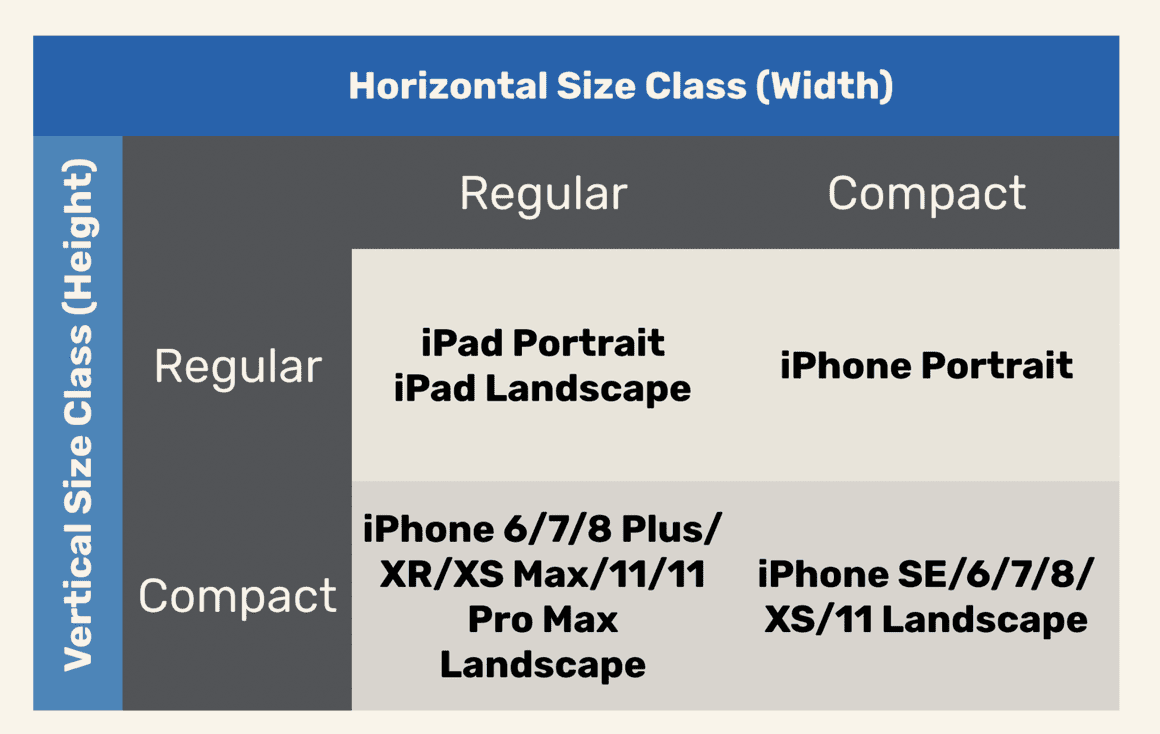 Horizontal Size Class (Width)
Vertical Size Class (Height)
Regular
Compact
Regular
iPad Portrait
iPad Landscape
iPhone Portrait
Compact
iPhone 6/7/8 Plus/
XR/XS Max/11/11
Pro Max
Landscape
iPhone SE/6/7/8/
XS/11 Landscape